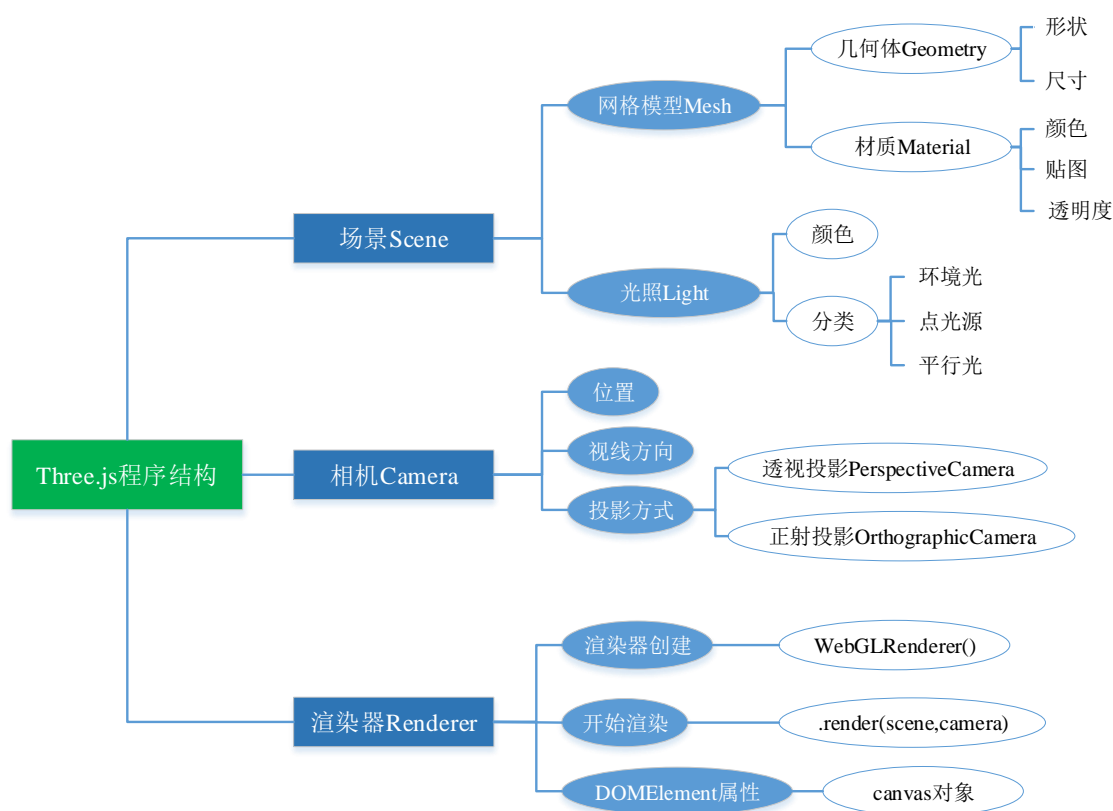 Three.js程序结构
场景Scene
网格模型Mesh
几何体Geometry
形状
尺寸
材质Material
颜色
贴图
透明度
光照Light
颜色
分类
环境光
点光源
平行光
相机Camera
位置
视线方向
投影方式
透视投影PerspectiveCamera
正射投影OrthographicCamera
渲染器Renderer
渲染器创建
WebGLRenderer()
开始渲染
.render(scene,camera)
DOMElement属性
canvas对象